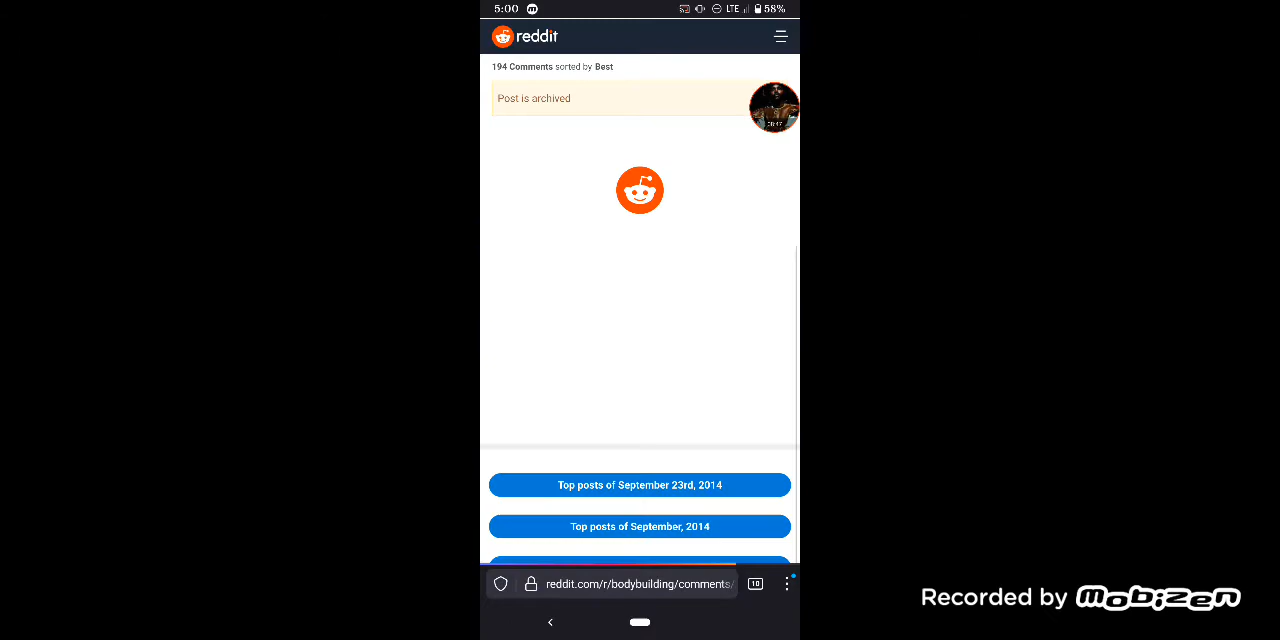 5:00 m LTE 58%
reddit
194 Comments sorted by Best
Post is archived
Top posts of September 23rd, 2014
Top posts of September, 2014
reddit.com/r/bodybuilding/comments/
10
Recorded by mobizen